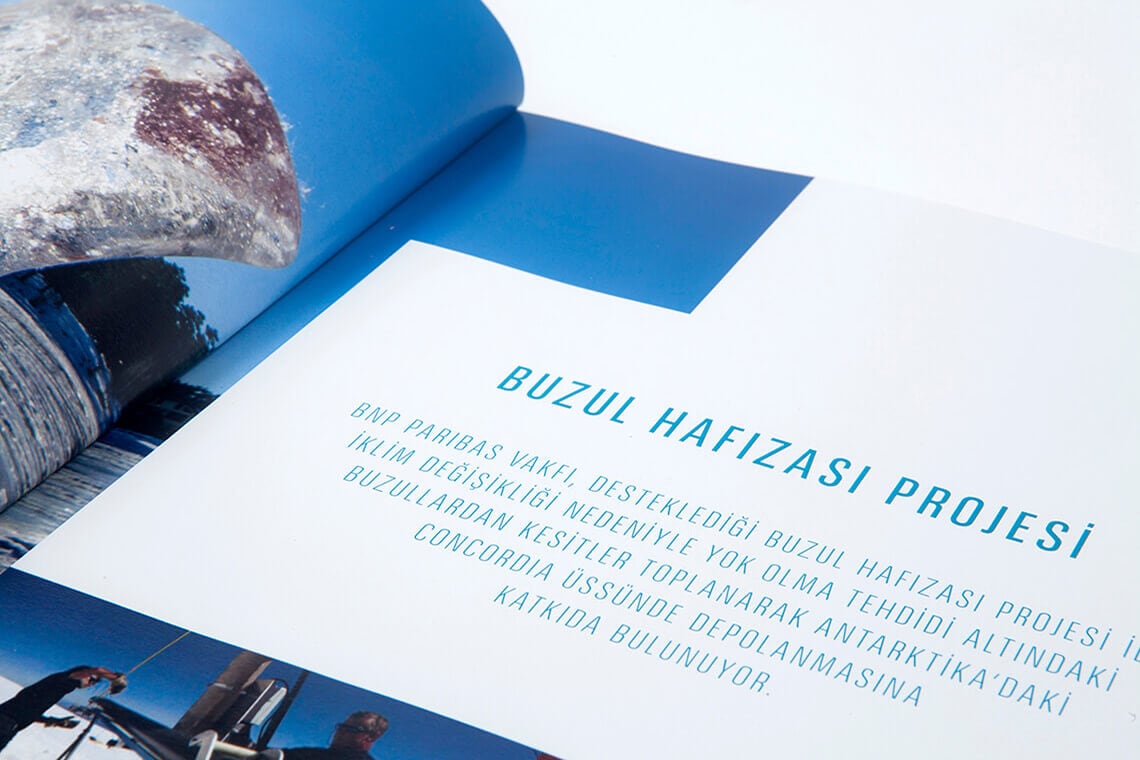 BUZUL HAFIZASI PROJESİ
BNP PARIBAS VAKFI, DESTEKLEDİĞİ BUZUL HAFIZASI PROJESİ
İKLİM DEĞİŞİKLİĞİ NEDENİYLE YOK OLMA TEHDİDİ ALTINDAKİ
BUZULLARDAN KESİTLER TOPLANARAK ANTARKTİKA'DAKİ
CONCORDIA ÜSSÜNDE DEPOLANMASINA
KATKIDA BULUNUYOR.